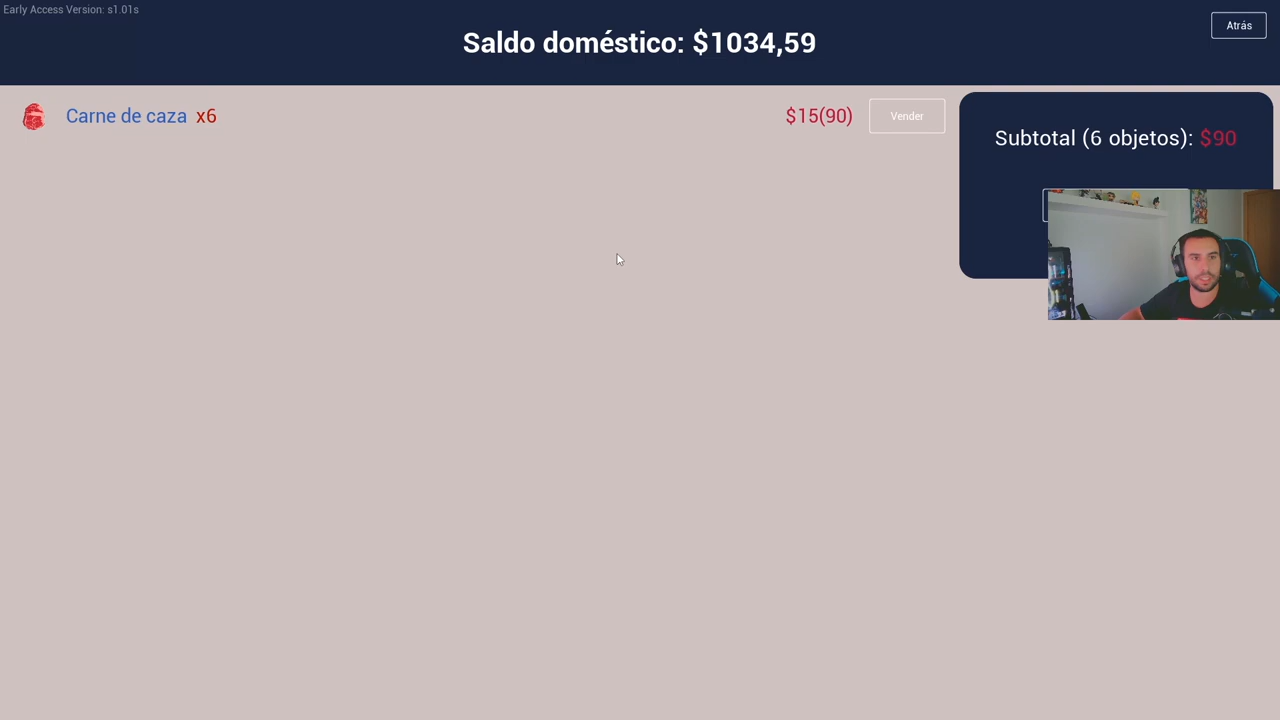 Early Access Version: s1.01s
Saldo doméstico: $1034,59
Atrás
Carne de caza x6
$15(90)
Vender
Subtotal (6 objetos): $90